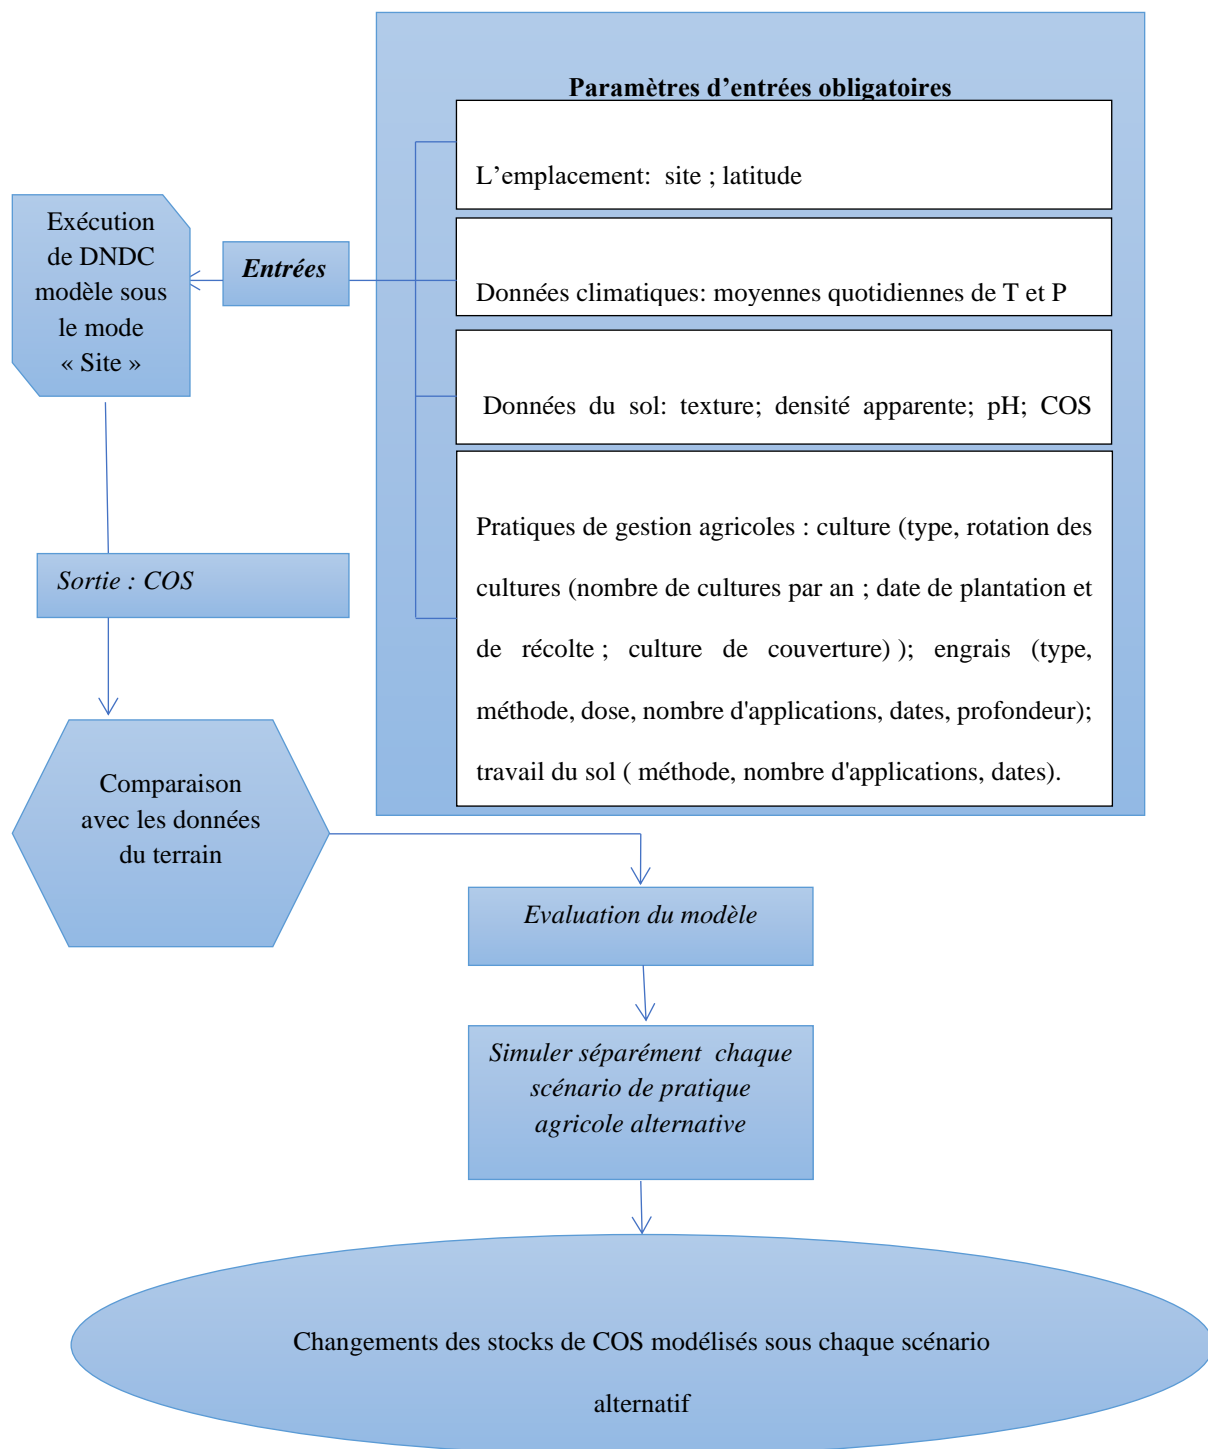 Paramètres d’entrées obligatoires
L’emplacement:  site ; latitude
Données climatiques: moyennes quotidiennes de T et P
Données du sol: texture; densité apparente; pH; COS
Pratiques de gestion agricoles : culture (type, rotation des
cultures (nombre de cultures par an ; date de plantation et
de récolte ; culture de couverture) ); engrais (type,
méthode, dose, nombre d'applications, dates, profondeur);
travail du sol ( méthode, nombre d'applications, dates).
Entrées
Exécution
de DNDC
modèle sous
le mode
« Site »
Sortie : COS
Comparaison
avec les données
du terrain
Evaluation du modèle
Simuler séparément  chaque
scénario de pratique
agricole alternative
Changements des stocks de COS modélisés sous chaque scénario
alternatif